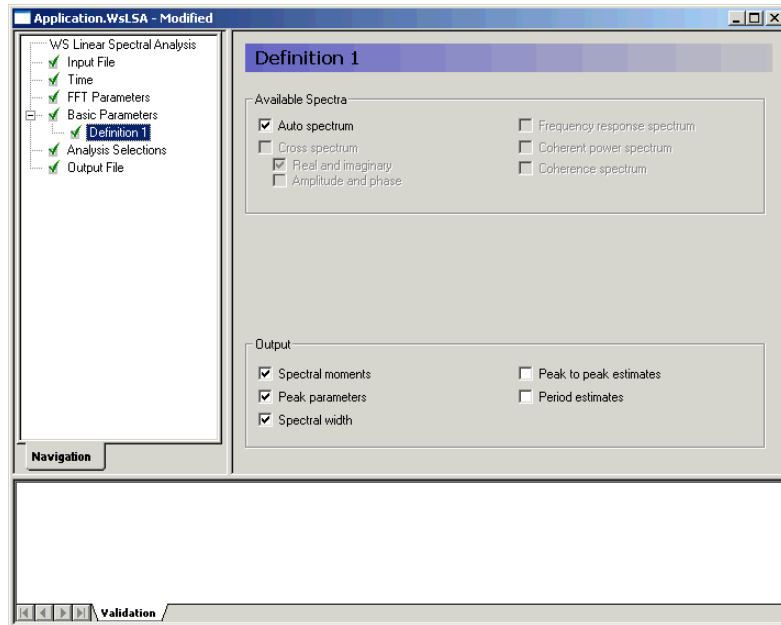 Application.WsLSA - Modified
WS Linear Spectral Analysis
Input File
Time
FFT Parameters
Basic Parameters
Definition 1
Analysis Selections
Output File
Navigation
Definition 1
Available Spectra
Auto spectrum
Cross spectrum
Real and imaginary
Amplitude and phase
Frequency response spectrum
Coherent power spectrum
Coherence spectrum
Output
Spectral moments
Peak parameters
Spectral width
Peak to peak estimates
Period estimates
Validation